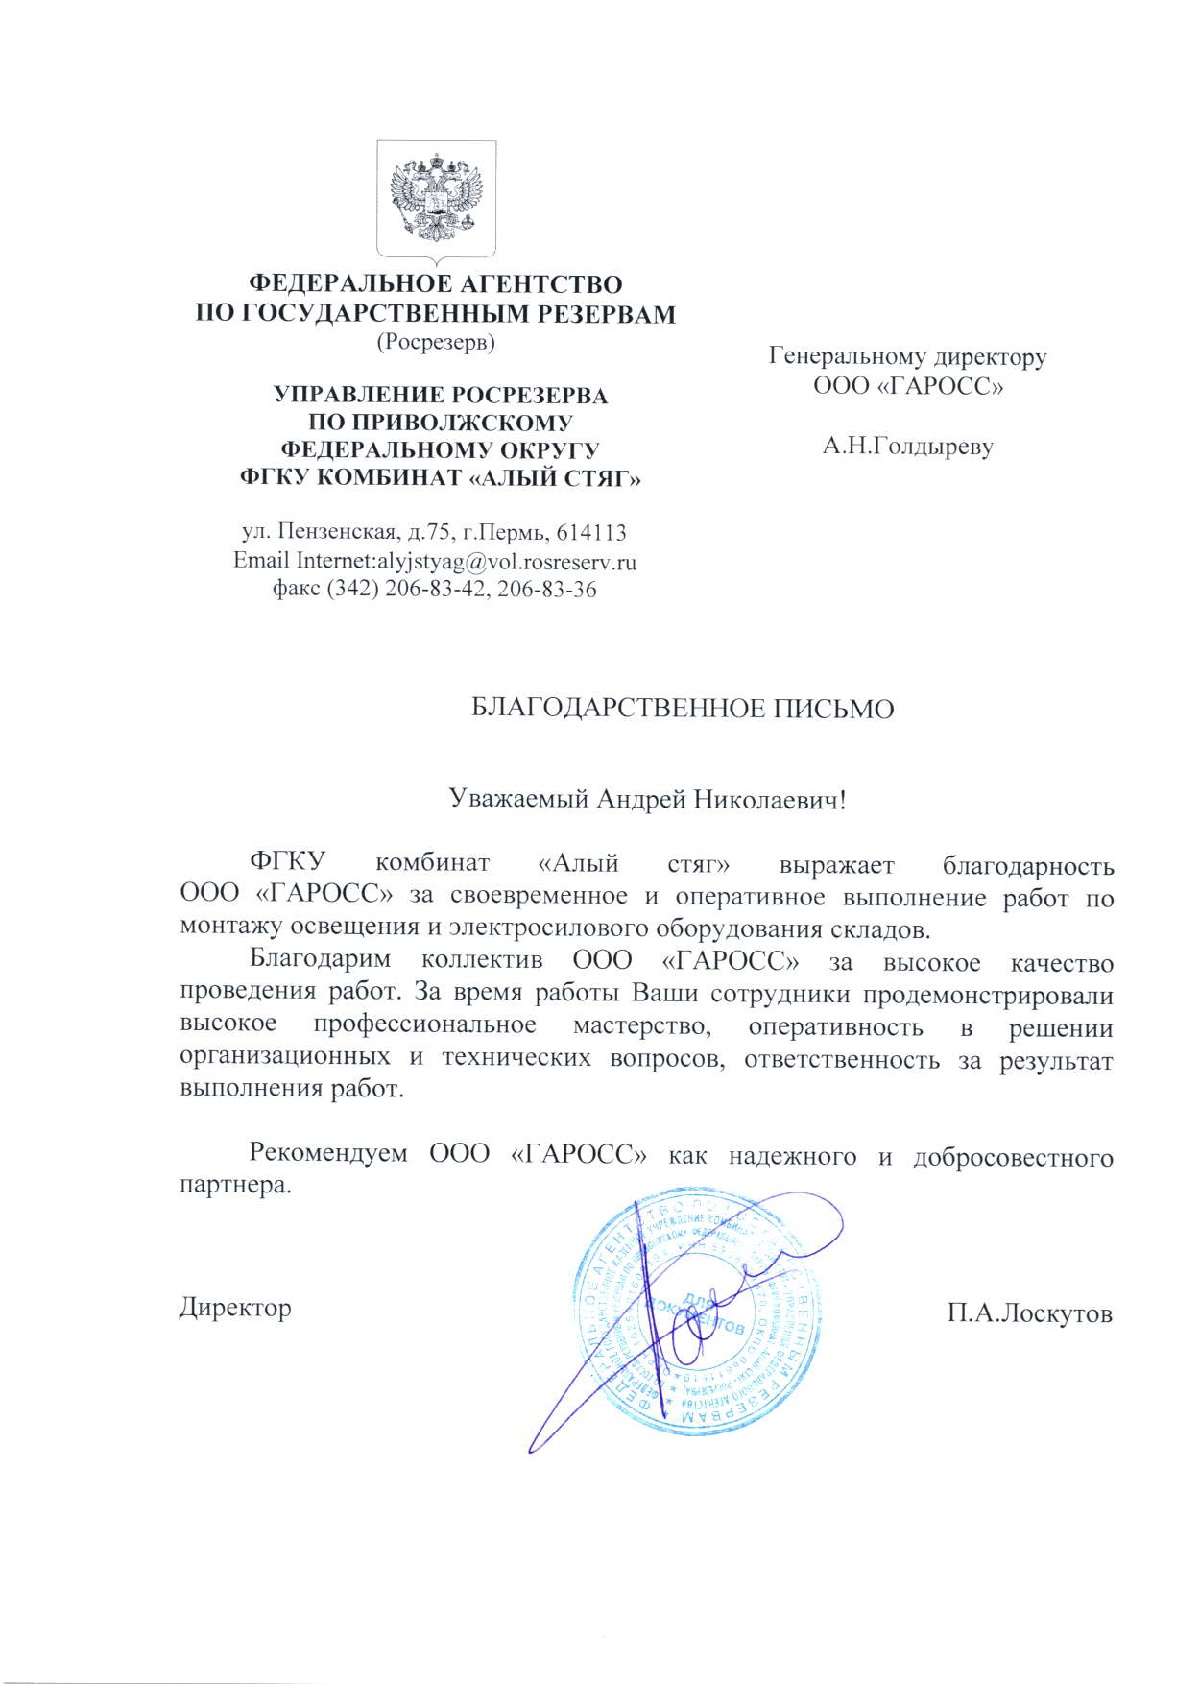 ФЕДЕРАЛЬНОЕ АГЕНТСТВО
ПО ГОСУДАРСТВЕННЫМ РЕЗЕРВАМ
(Росрезерв)
УПРАВЛЕНИЕ РОСРЕЗЕРВА
ПО ПРИВОЛЖСКОМУ
ФЕДЕРАЛЬНОМУ ОКРУГУ
ФГКУ КОМБИНАТ «АЛЫЙ СТЯГ»
ул. Пензенская, д.75, г.Пермь, 614113
Email Internet:alyjstyag@vol.rosreserv.ru
факс (342) 206-83-42, 206-83-36
Генеральному директору
ООО «ГАРОСС»
А.Н.Голдыреву
БЛАГОДАРСТВЕННОЕ ПИСЬМО
Уважаемый Андрей Николаевич!
ФГКУ комбинат «Алый стяг» выражает благодарность
ООО «ГАРОСС» за своевременное и оперативное выполнение работ по
монтажу освещения и электросилового оборудования складов.
Благодарим коллектив ООО «ГАРОСС» за высокое качество
проведения работ. За время работы Ваши сотрудники продемонстрировали
высокое профессиональное мастерство, оперативность в решении
организационных и технических вопросов, ответственность за результат
выполнения работ.
Рекомендуем ООО «ГАРОСС» как надежного и добросовестного
партнера.
Директор
П.А.Лоскутов
ФЕДЕРАЛЬНОЕ АГЕНТСТВО ПО ГОСУДАРСТВЕННЫМ РЕЗЕРВАМ
ДЛЯ
ДОКУМЕНТОВ